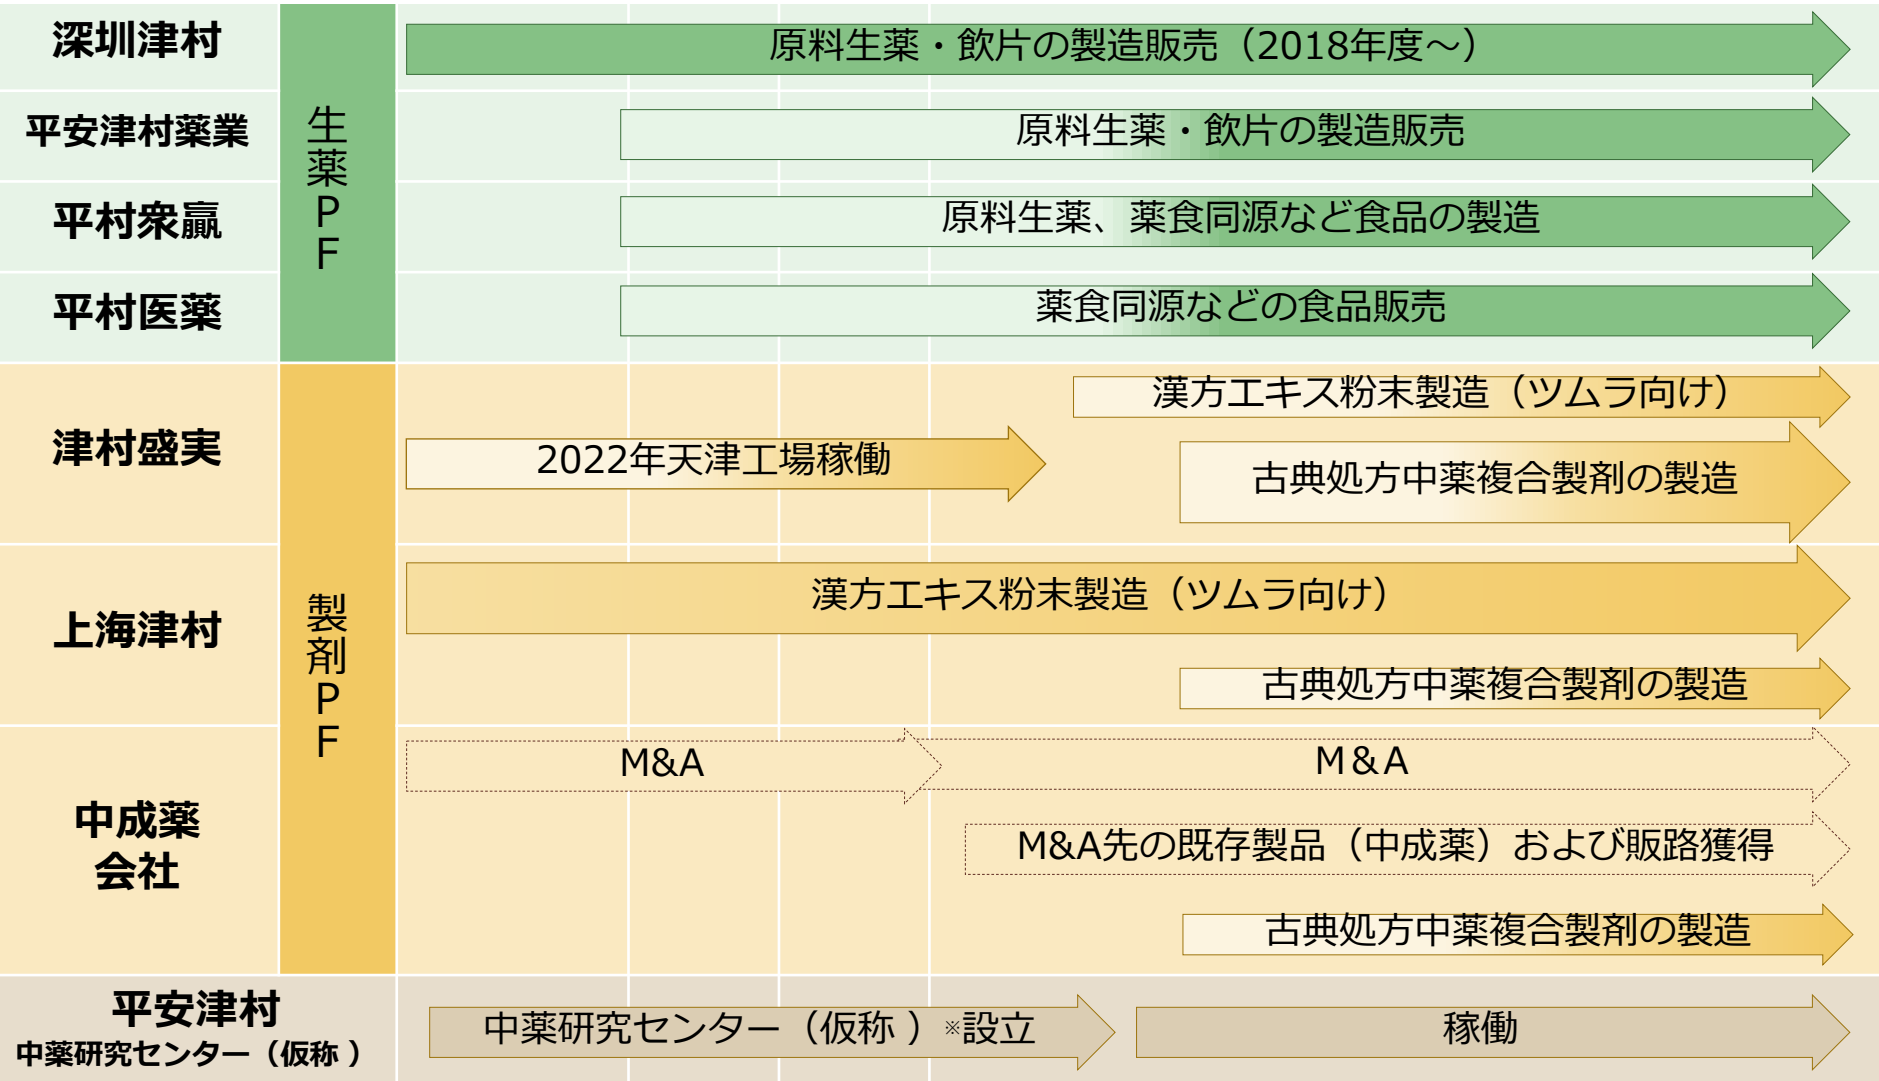 深圳津村
原料生薬・飲片の製造販売（2018年度～）
生薬PF
平安津村薬業
原料生薬・飲片の製造販売
平村衆贏
原料生薬、薬食同源など食品の製造
平村医薬
薬食同源などの食品販売
津村盛実
製剤PF
漢方エキス粉末製造（ツムラ向け）
2022年天津工場稼働
古典処方中薬複合製剤の製造
上海津村
漢方エキス粉末製造（ツムラ向け）
古典処方中薬複合製剤の製造
中成薬
会社
M&A
M＆A
M&A先の既存製品（中成薬）および販路獲得
古典処方中薬複合製剤の製造
平安津村
中薬研究センター（仮称 ）
中薬研究センター（仮称 ）※設立
稼働